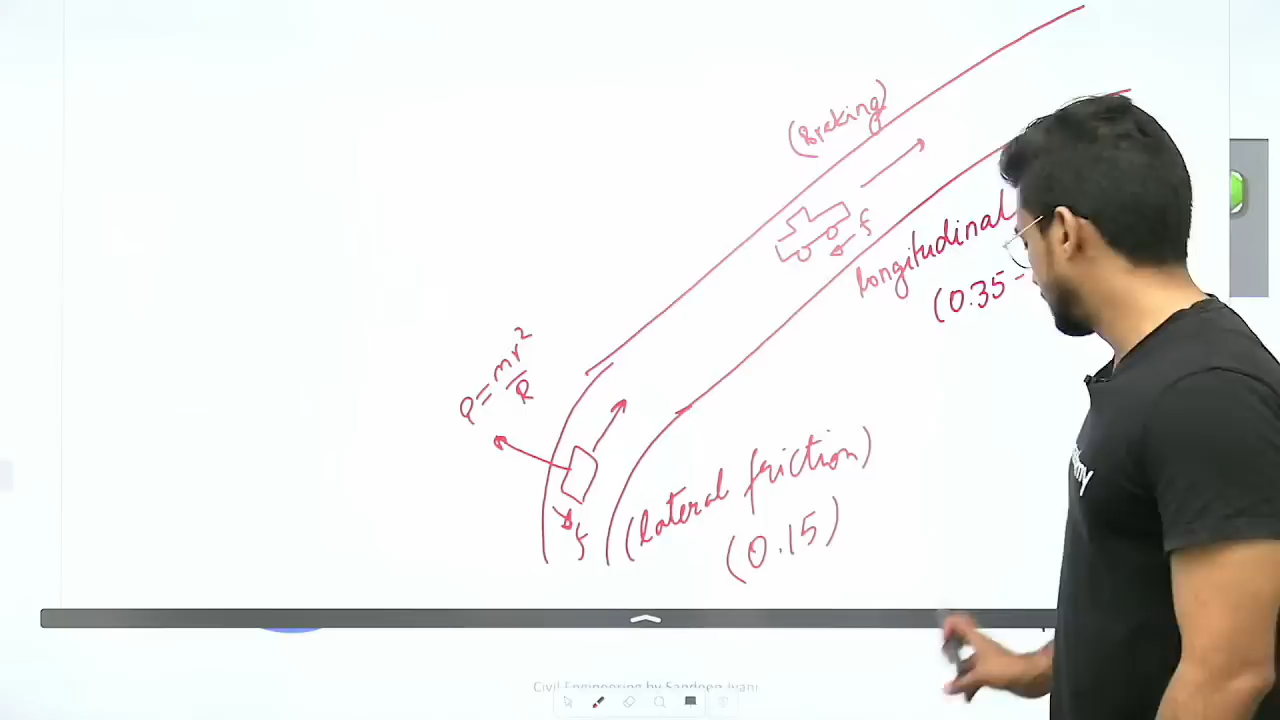 (Braking)
f
longitudinal
(0.35-
P = mv²/R
f
(lateral friction)
(0.15)
Civil Engineering by Sandeep Jyani